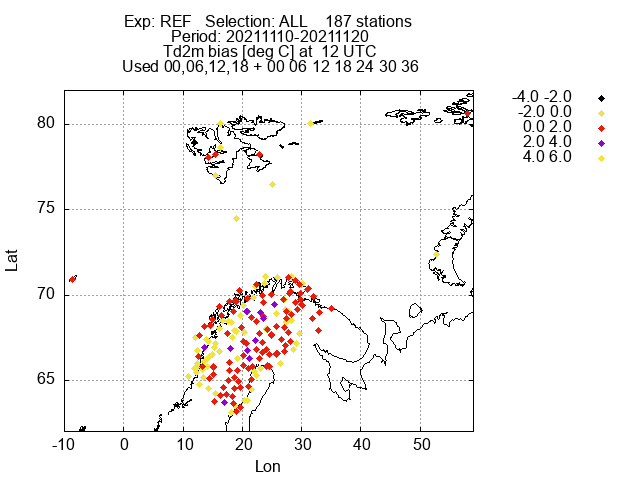 Exp: REF Selection: ALL 187 stations
Period: 20211110-20211120
Td2m bias [deg C] at 12 UTC
Used 00,06,12,18 + 00 06 12 18 24 30 36
-4.0 -2.0
-2.0 0.0
0.0 2.0
2.0 4.0
4.0 6.0
80
75
70
65
Lat
-10 0 10 20 30 40 50
Lon